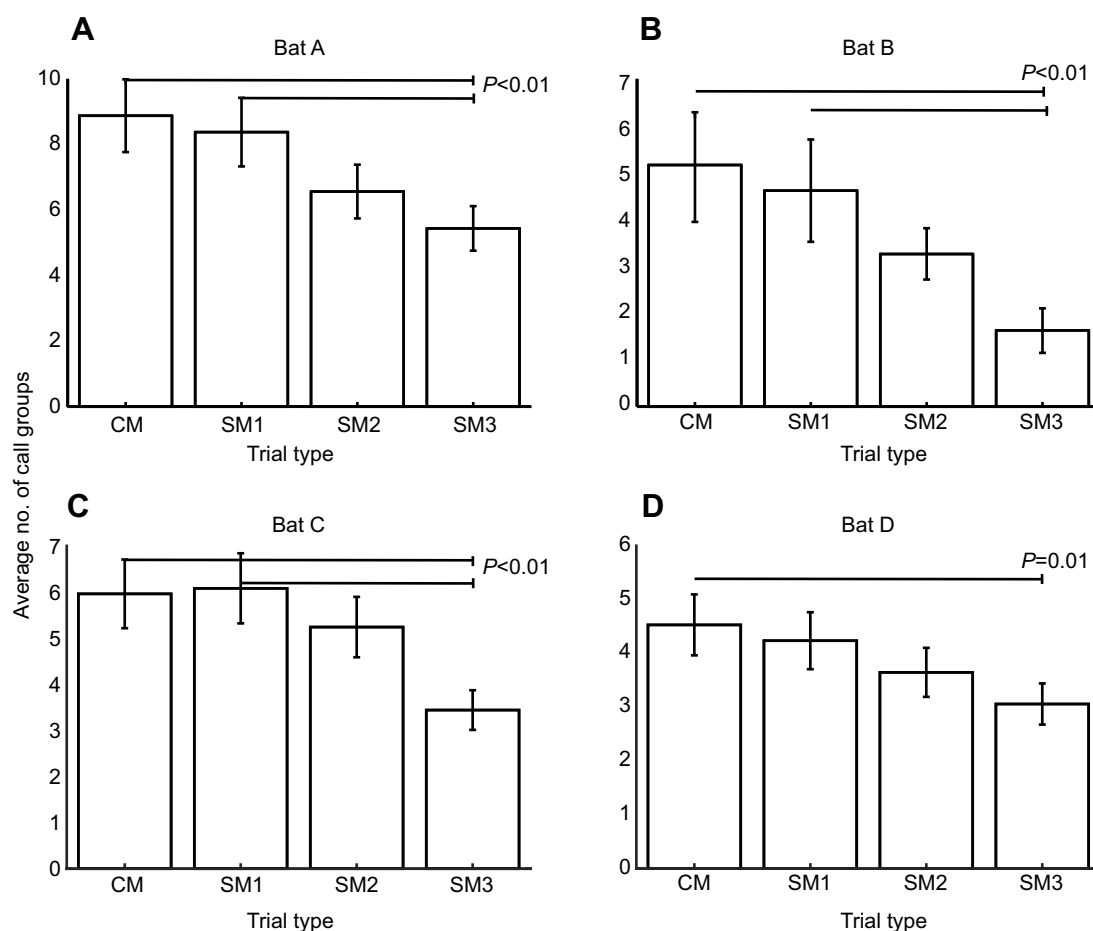 A
Bat A
10
8
6
4
2
0
P<0.01
CM SM1 SM2 SM3
Trial type
B
Bat B
7
6
5
4
3
2
1
0
P<0.01
CM SM1 SM2 SM3
Trial type
Average no. of call groups
C
Bat C
7
6
5
4
3
2
1
0
P<0.01
CM SM1 SM2 SM3
Trial type
D
Bat D
6
5
4
3
2
1
0
P=0.01
CM SM1 SM2 SM3
Trial type